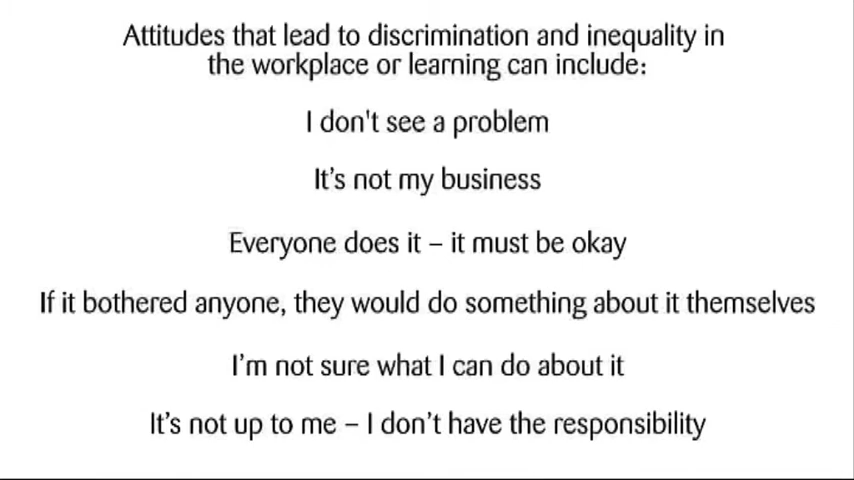 Attitudes that lead to discrimination and inequality in
the workplace or learning can include:
I don't see a problem
It’s not my business
Everyone does it – it must be okay
If it bothered anyone, they would do something about it themselves
I’m not sure what I can do about it
It’s not up to me – I don’t have the responsibility